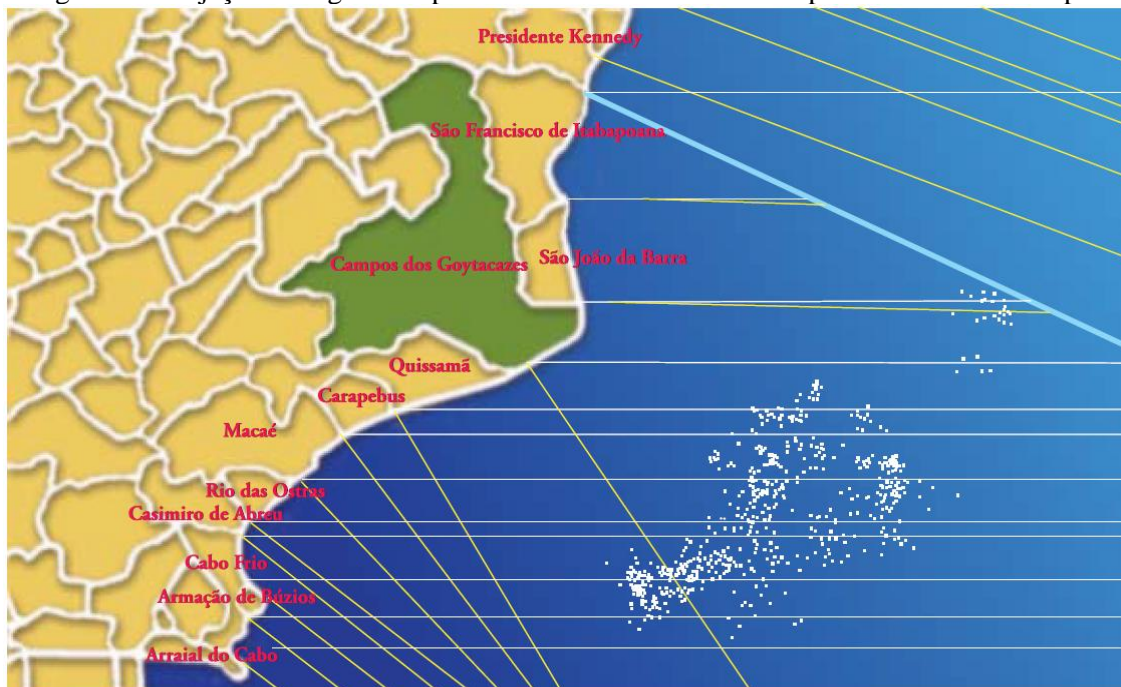 Presidente Kennedy
São Francisco de Itabapoana
São João da Barra
Campos dos Goytacazes
Quissamã
Carapebus
Macaé
Rio das Ostras
Casimiro de Abreu
Cabo Frio
Armação de Búzios
Arraial do Cabo